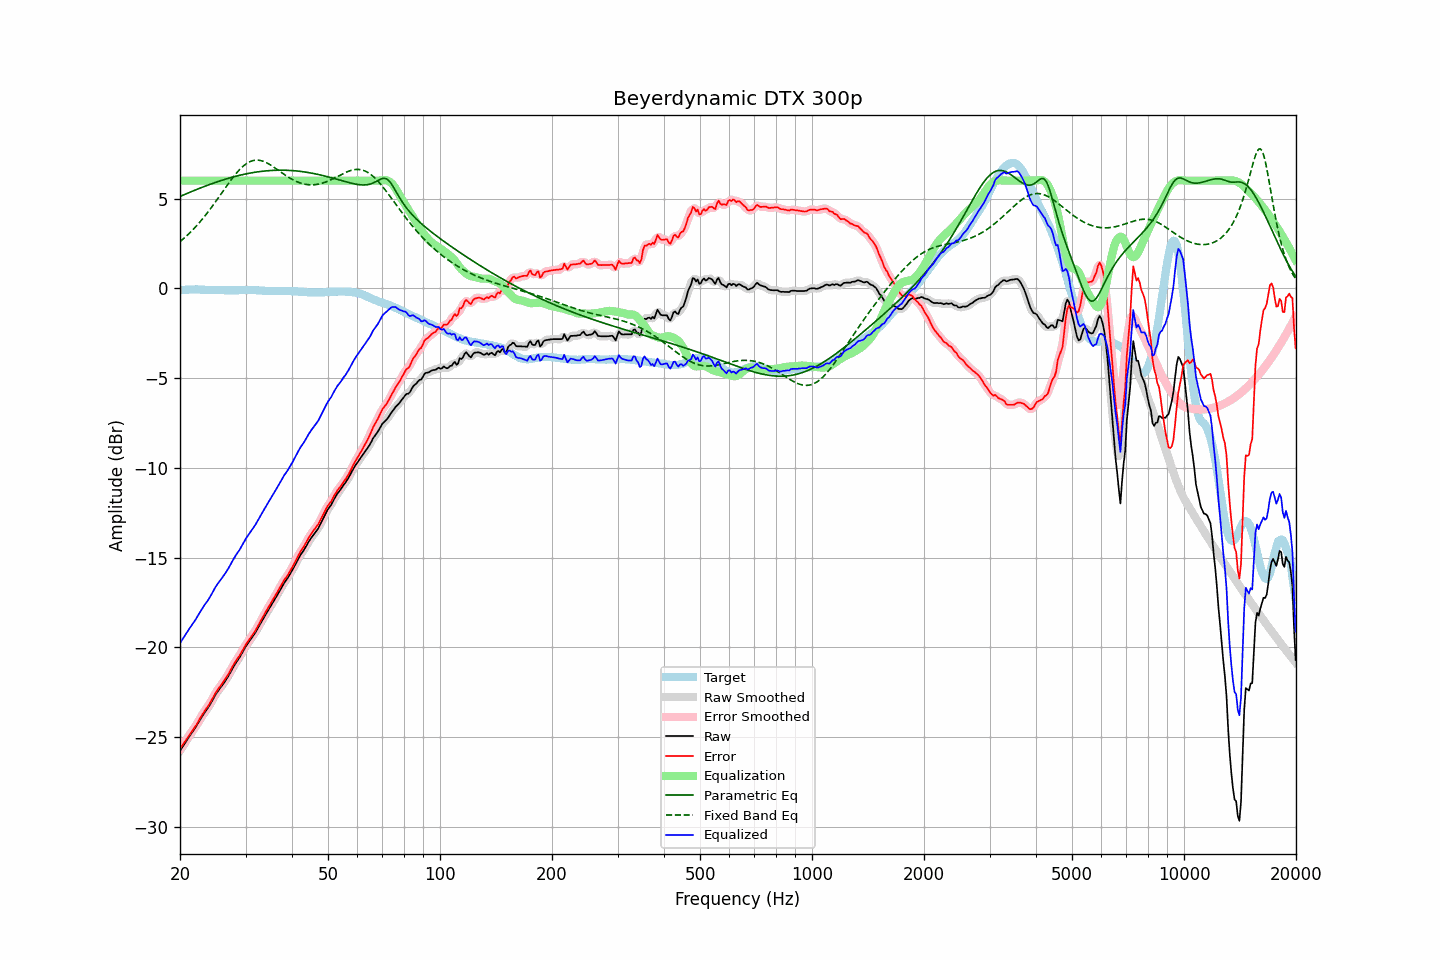 Beyerdynamic DTX 300p
Amplitude (dBr)
5
0
−5
−10
−15
−20
−25
−30
20
50
100
200
500
1000
2000
5000
10000
20000
Frequency (Hz)
Target
Raw Smoothed
Error Smoothed
Raw
Error
Equalization
Parametric Eq
Fixed Band Eq
Equalized